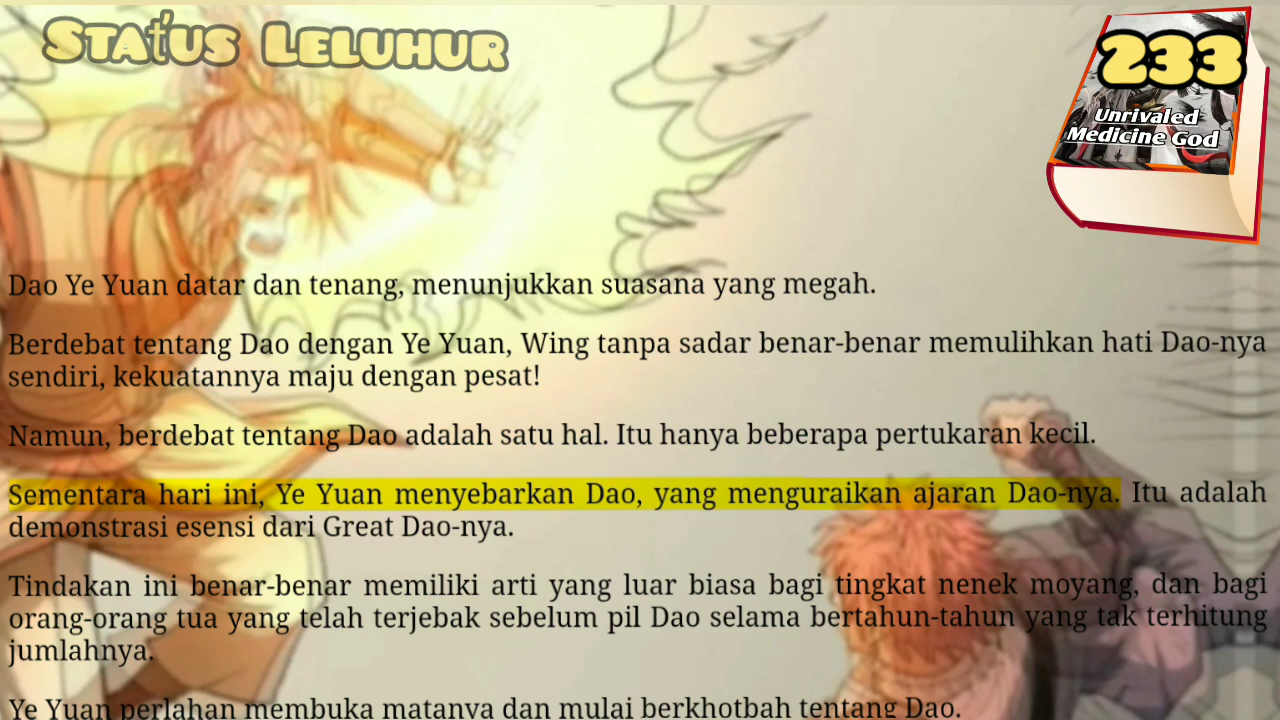 Status Leluhur
233
Unrivaled
Medicine God
Dao Ye Yuan datar dan tenang, menunjukkan suasana yang megah.
Berdebat tentang Dao dengan Ye Yuan, Wing tanpa sadar benar-benar memulihkan hati Dao-nya
sendiri, kekuatannya maju dengan pesat!
Namun, berdebat tentang Dao adalah satu hal. Itu hanya beberapa pertukaran kecil.
Sementara hari ini, Ye Yuan menyebarkan Dao, yang menguraikan ajaran Dao-nya. Itu adalah
demonstrasi esensi dari Great Dao-nya.
Tindakan ini benar-benar memiliki arti yang luar biasa bagi tingkat nenek moyang, dan bagi
orang-orang tua yang telah terjebak sebelum pil Dao selama bertahun-tahun yang tak terhitung
jumlahnya.
Ye Yuan perlahan membuka matanya dan mulai berkhotbah tentang Dao.